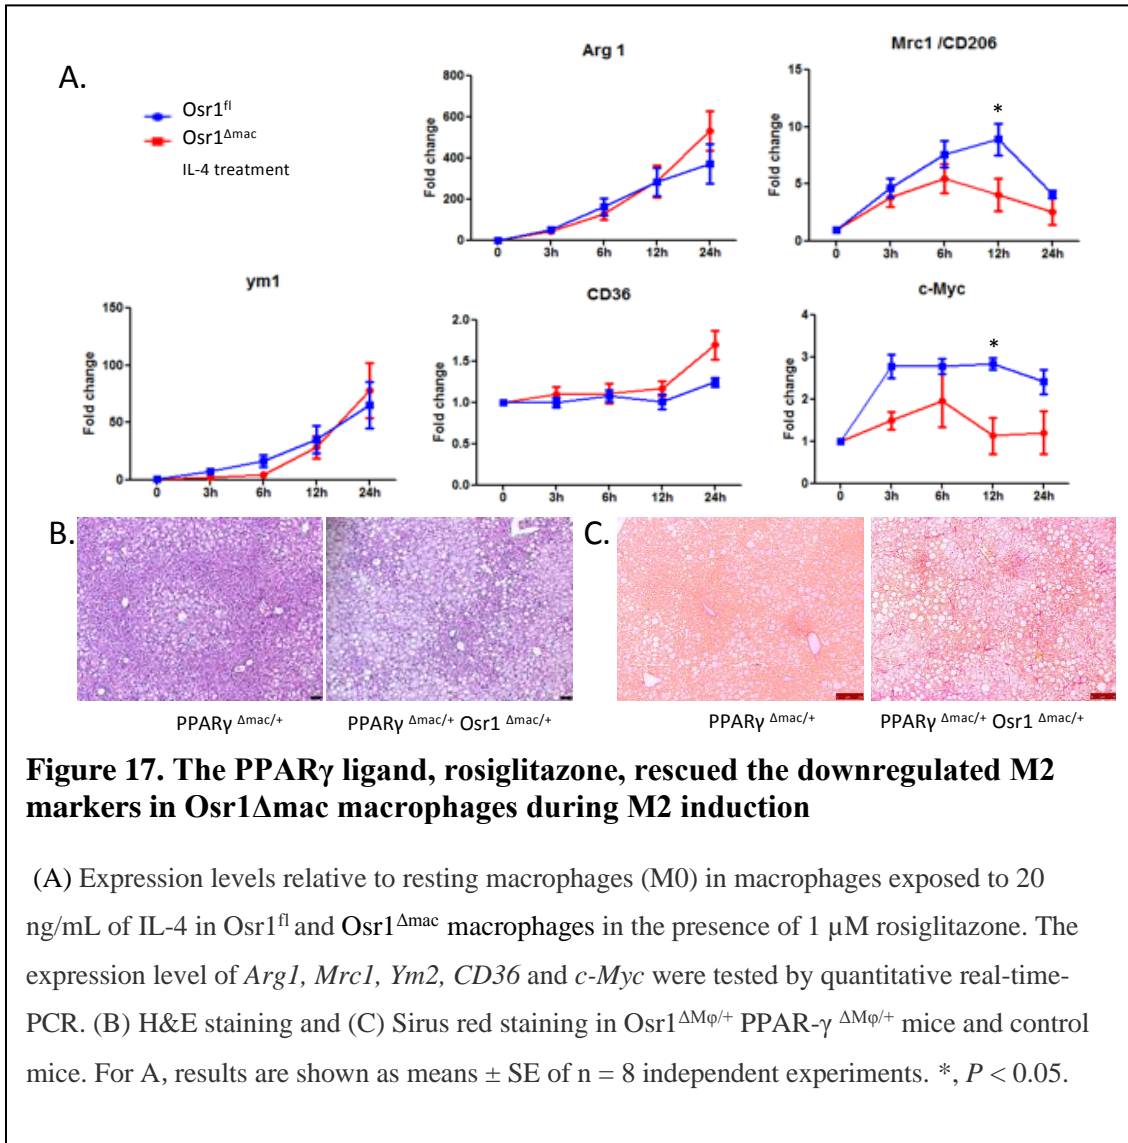 A.
Osr1fl
Osr1Δmac
IL-4 treatment
Arg 1
Fold change
800
600
400
200
0
0 3h 6h 12h 24h
Mrc1 /CD206
Fold change
15
10
5
0
*
0 3h 6h 12h 24h
ym1
Fold change
150
100
50
0
0 3h 6h 12h 24h
CD36
Fold change
2.0
1.5
1.0
0.5
0.0
0 3h 6h 12h 24h
c-Myc
Fold change
4
3
2
1
0
*
0 3h 6h 12h 24h
B.
PPARγ Δmac/+
PPARγ Δmac/+ Osr1 Δmac/+
C.
PPARγ Δmac/+
PPARγ Δmac/+ Osr1 Δmac/+
Figure 17. The PPARγ ligand, rosiglitazone, rescued the downregulated M2
markers in Osr1Δmac macrophages during M2 induction
(A) Expression levels relative to resting macrophages (M0) in macrophages exposed to 20
ng/mL of IL-4 in Osr1fl and Osr1Δmac macrophages in the presence of 1 µM rosiglitazone. The
expression level of Arg1, Mrc1, Ym2, CD36 and c-Myc were tested by quantitative real-time-
PCR. (B) H&E staining and (C) Sirus red staining in Osr1ΔMφ/+ PPAR-γ ΔMφ/+ mice and control
mice. For A, results are shown as means ± SE of n = 8 independent experiments. *, P < 0.05.